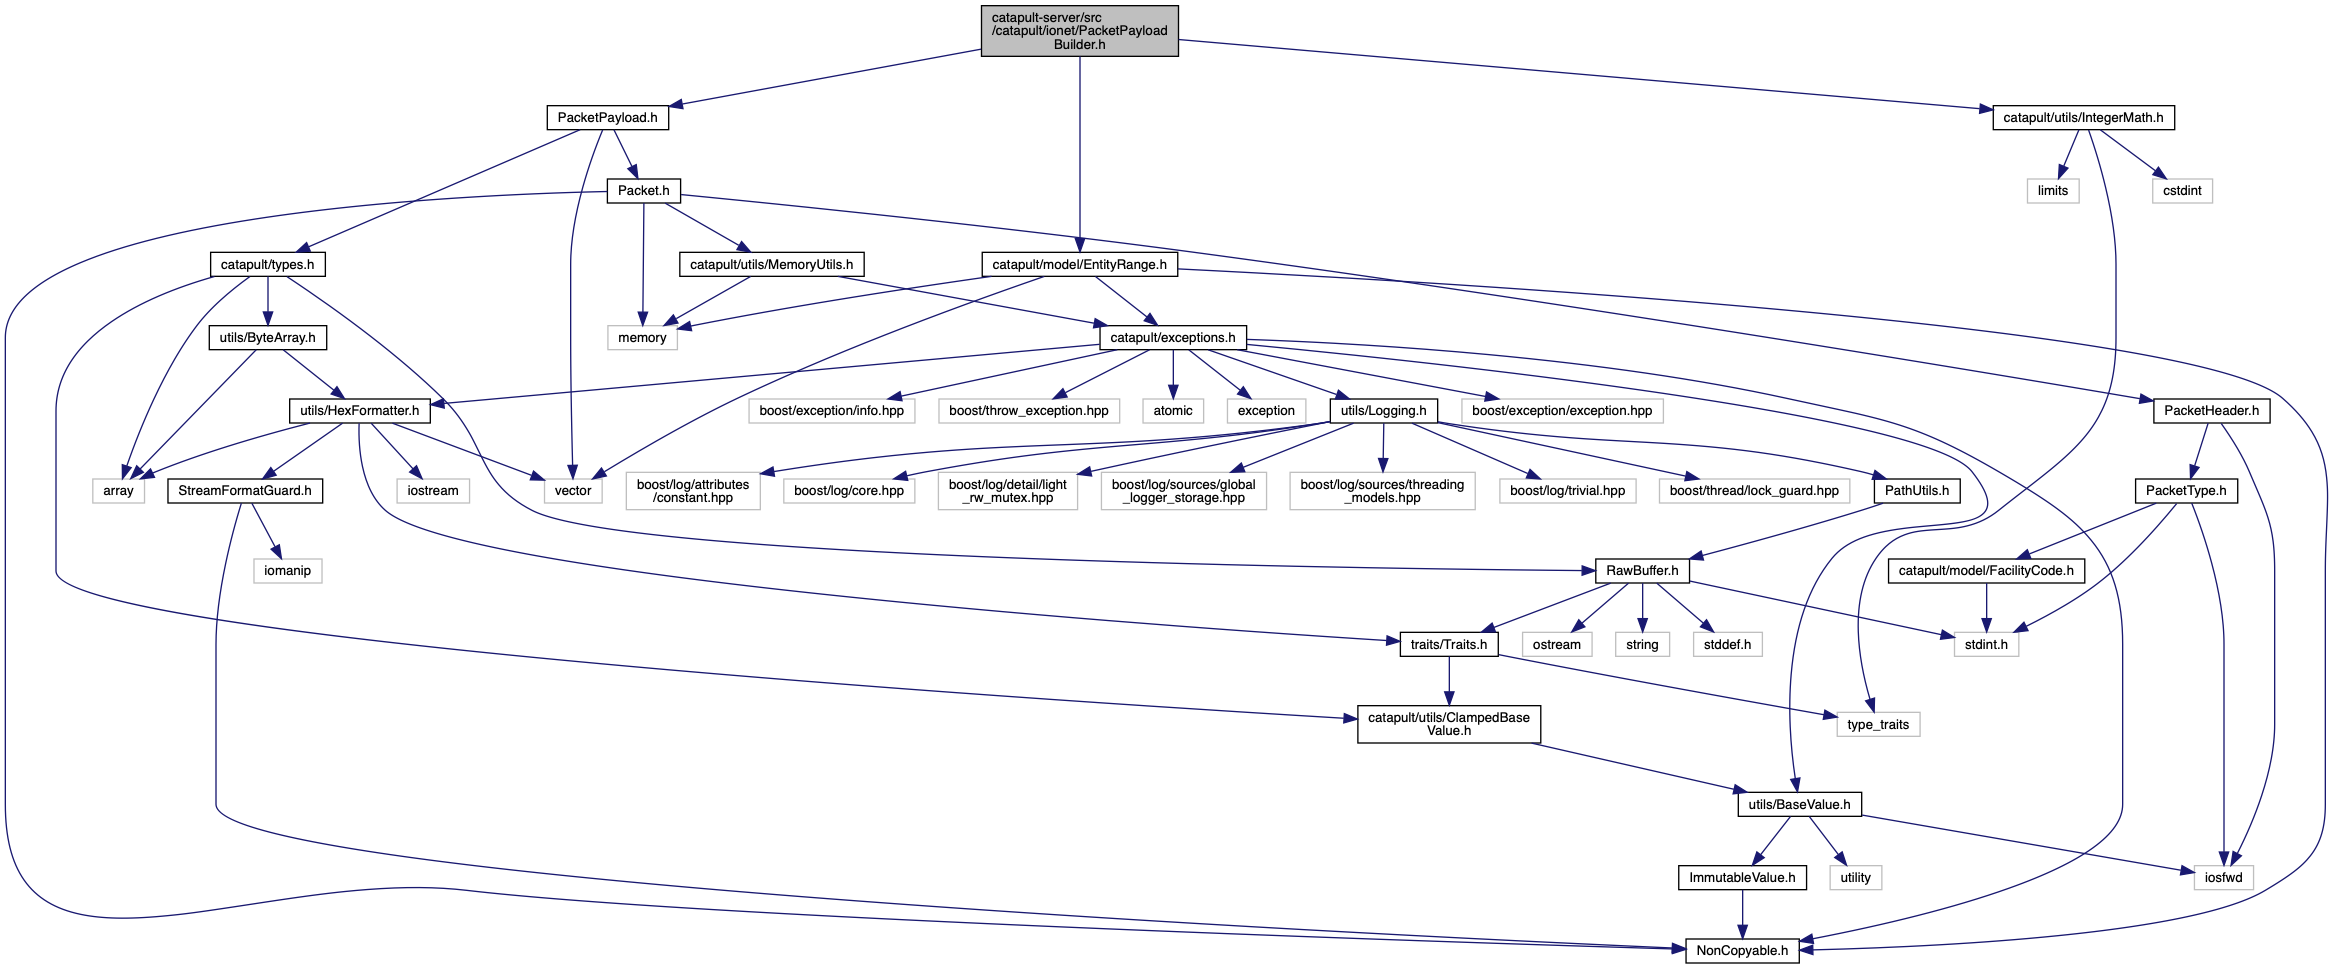 catapult-server/src
/catapult/ionet/PacketPayload
Builder.h
PacketPayload.h
catapult/utils/IntegerMath.h
Packet.h
limits
cstdint
catapult/types.h
catapult/utils/MemoryUtils.h
catapult/model/EntityRange.h
utils/ByteArray.h
memory
catapult/exceptions.h
utils/HexFormatter.h
boost/exception/info.hpp
boost/throw_exception.hpp
atomic
exception
utils/Logging.h
boost/exception/exception.hpp
PacketHeader.h
array
StreamFormatGuard.h
iostream
vector
boost/log/attributes
/constant.hpp
boost/log/core.hpp
boost/log/detail/light
_rw_mutex.hpp
boost/log/sources/global
_logger_storage.hpp
boost/log/sources/threading
_models.hpp
boost/log/trivial.hpp
boost/thread/lock_guard.hpp
PathUtils.h
PacketType.h
iomanip
RawBuffer.h
catapult/model/FacilityCode.h
traits/Traits.h
ostream
string
stddef.h
stdint.h
catapult/utils/ClampedBase
Value.h
type_traits
utils/BaseValue.h
ImmutableValue.h
utility
iosfwd
NonCopyable.h